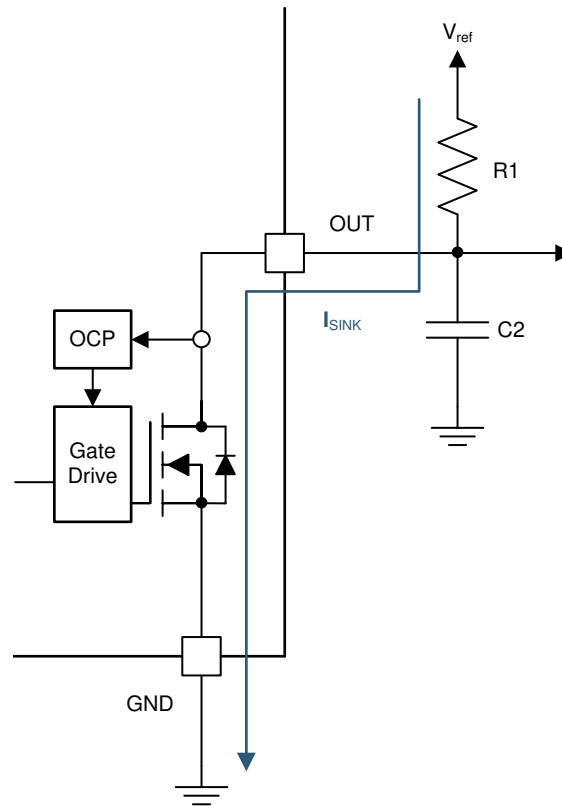 Vref
R1
OUT
ISINK
C2
OCP
Gate
Drive
GND